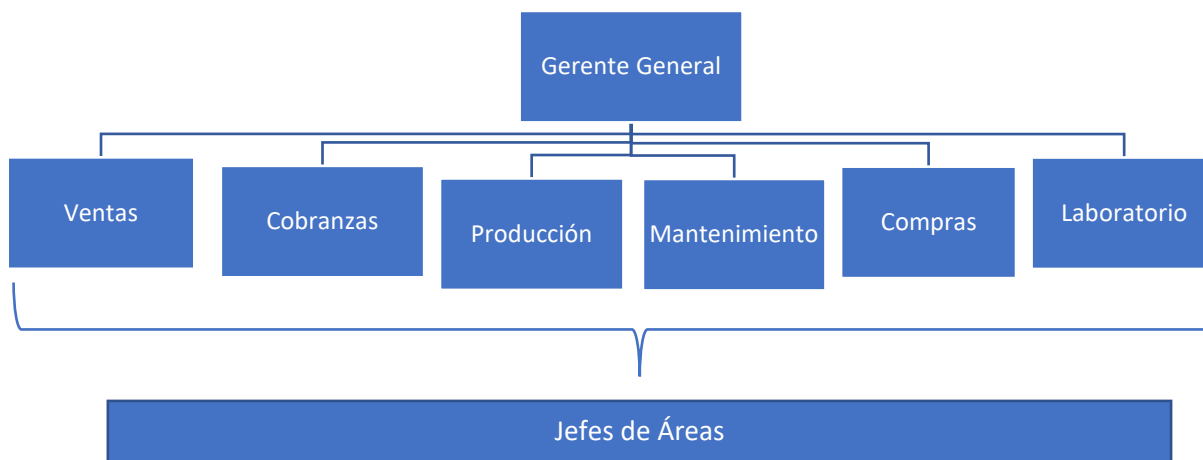 Gerente General
Ventas
Cobranzas
Producción
Mantenimiento
Compras
Laboratorio
Jefes de Áreas